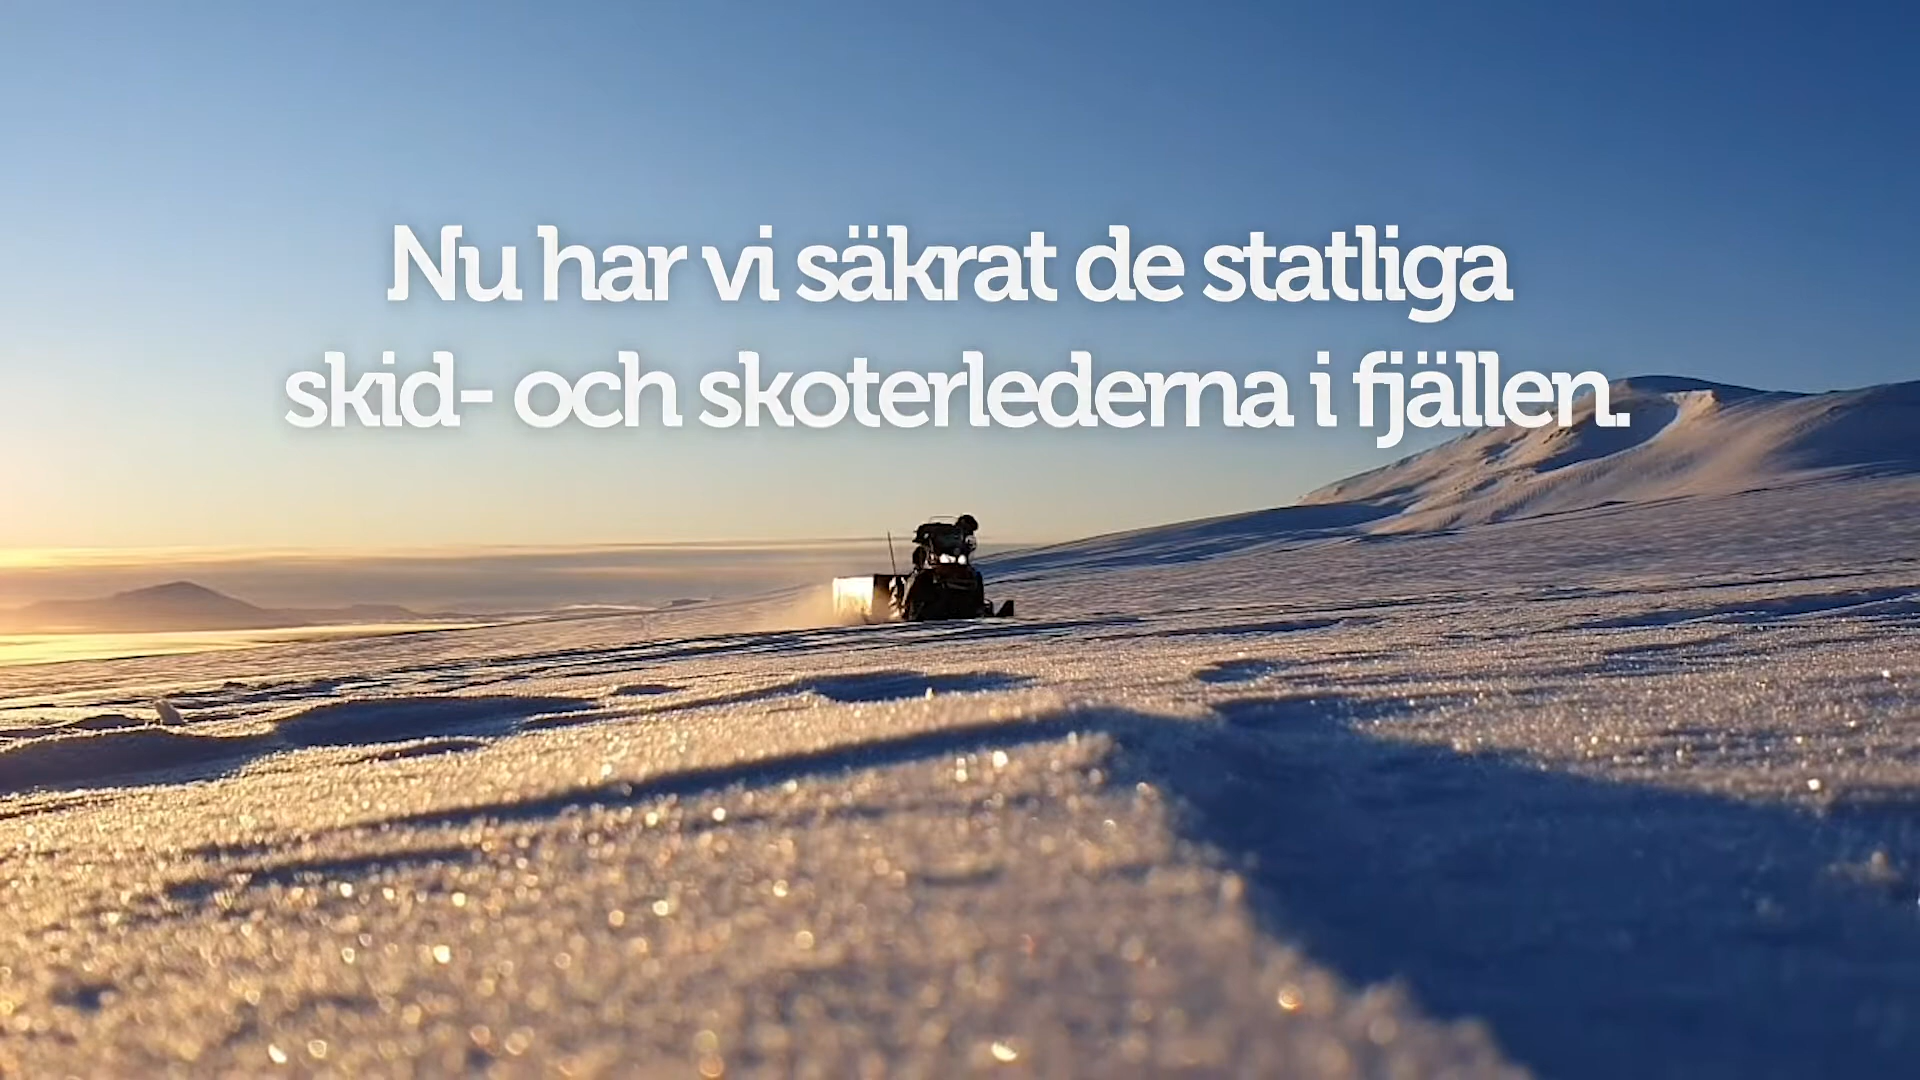 Nu har vi säkrat de statliga
skid- och skoterlederna i fjällen.